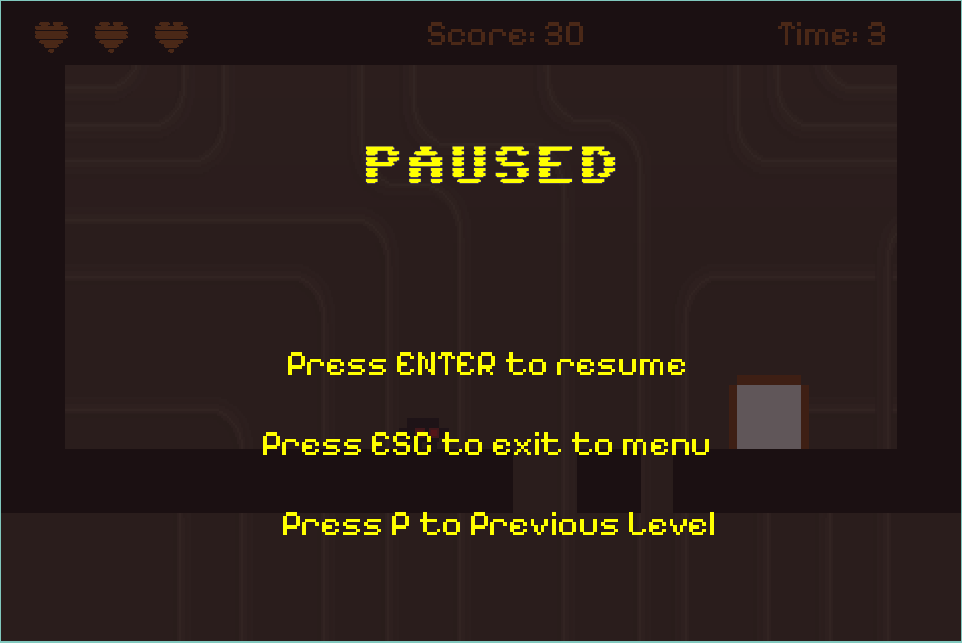 Score: 30 Time: 3
PAUSED
Press ENTER to resume
Press ESC to exit to menu
Press P to Previous Level